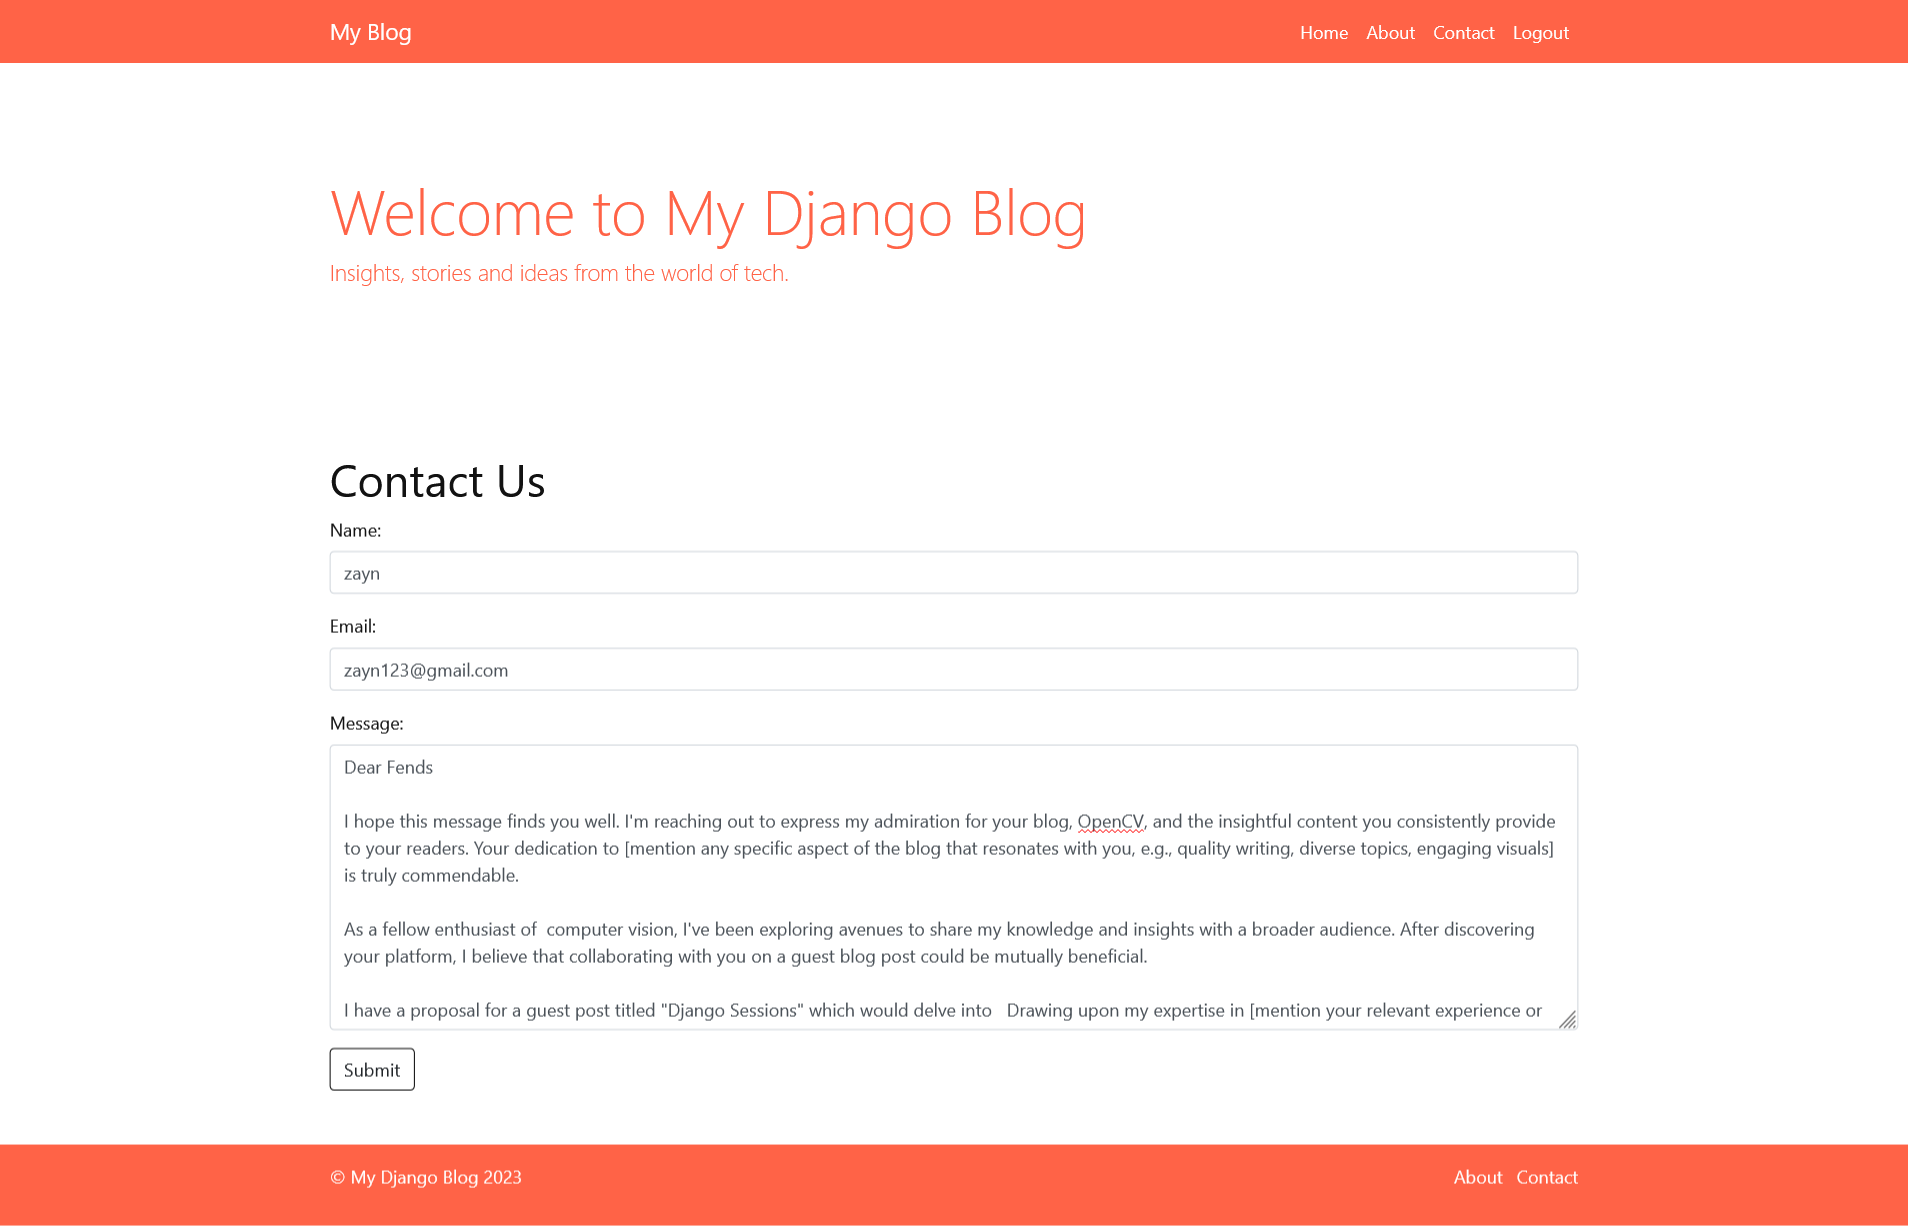 My Blog
Home About Contact Logout
Welcome to My Django Blog
Insights, stories and ideas from the world of tech.
Contact Us
Name:
zayn
Email:
zayn123@gmail.com
Message:
Dear Fends
I hope this message finds you well. I'm reaching out to express my admiration for your blog, OpenCV, and the insightful content you consistently provide
to your readers. Your dedication to [mention any specific aspect of the blog that resonates with you, e.g., quality writing, diverse topics, engaging visuals]
is truly commendable.
As a fellow enthusiast of  computer vision, I've been exploring avenues to share my knowledge and insights with a broader audience. After discovering
your platform, I believe that collaborating with you on a guest blog post could be mutually beneficial.
I have a proposal for a guest post titled "Django Sessions" which would delve into   Drawing upon my expertise in [mention your relevant experience or
Submit
© My Django Blog 2023
About Contact